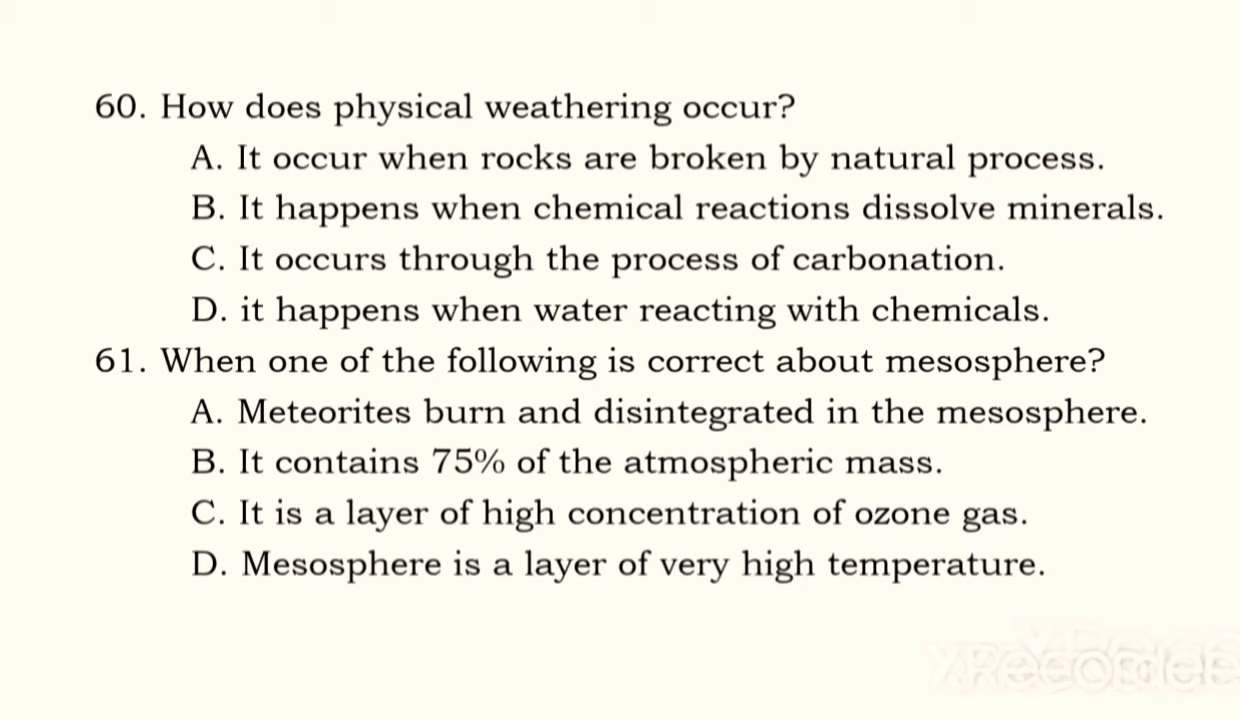 60. How does physical weathering occur?
A. It occur when rocks are broken by natural process.
B. It happens when chemical reactions dissolve minerals.
C. It occurs through the process of carbonation.
D. it happens when water reacting with chemicals.
61. When one of the following is correct about mesosphere?
A. Meteorites burn and disintegrated in the mesosphere.
B. It contains 75% of the atmospheric mass.
C. It is a layer of high concentration of ozone gas.
D. Mesosphere is a layer of very high temperature.